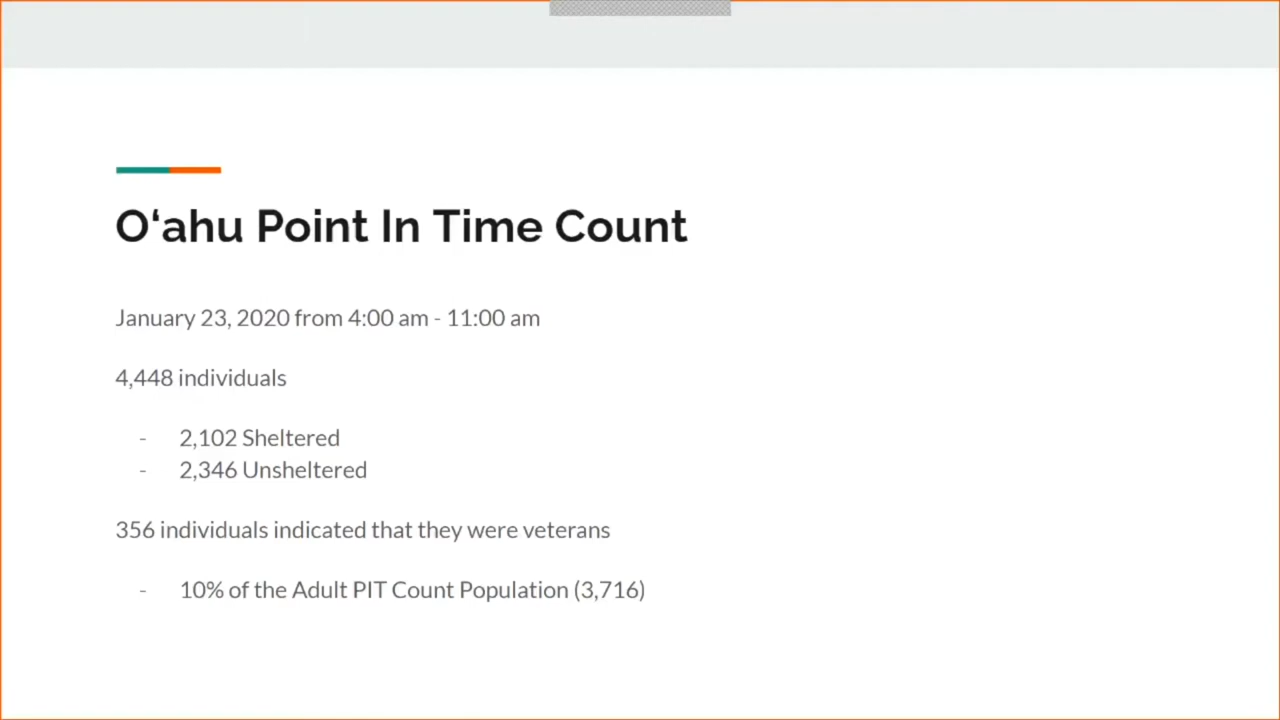 Oʻahu Point In Time Count
January 23, 2020 from 4:00 am - 11:00 am
4,448 individuals
- 2,102 Sheltered
- 2,346 Unsheltered
356 individuals indicated that they were veterans
- 10% of the Adult PIT Count Population (3,716)